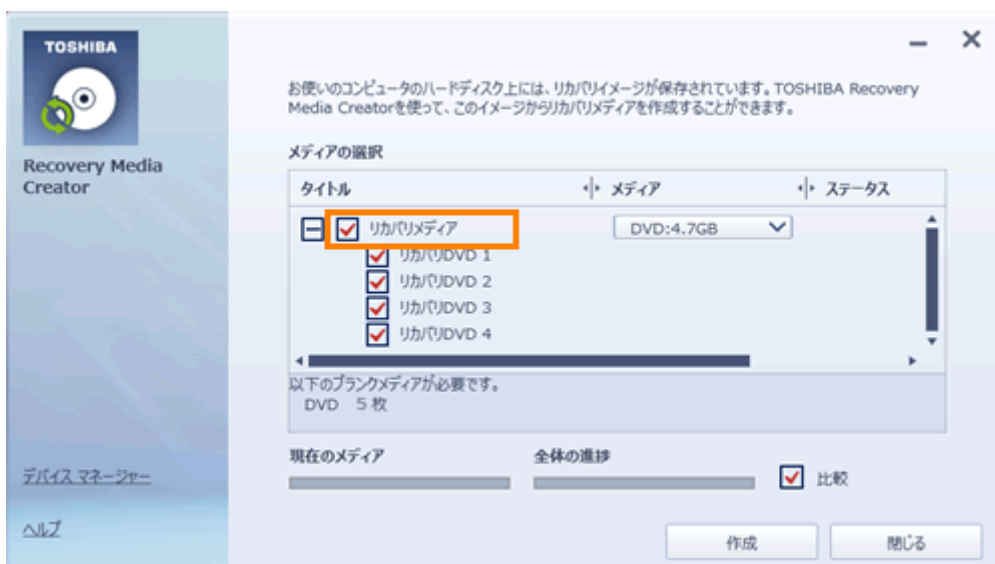 TOSHIBA
Recovery Media
Creator
デバイス マネージャー
ヘルプ
お使いのコンピュータのハードディスク上には、リカバリイメージが保存されています。TOSHIBA Recovery
Media Creatorを使って、このイメージからリカバリメディアを作成することができます。
メディアの選択
タイトル メディア ステータス
リカバリメディア DVD:4.7GB
リカバリDVD 1
リカバリDVD 2
リカバリDVD 3
リカバリDVD 4
以下のブランクメディアが必要です。
DVD 5 枚
現在のメディア 全体の進捗
比較
作成 閉じる